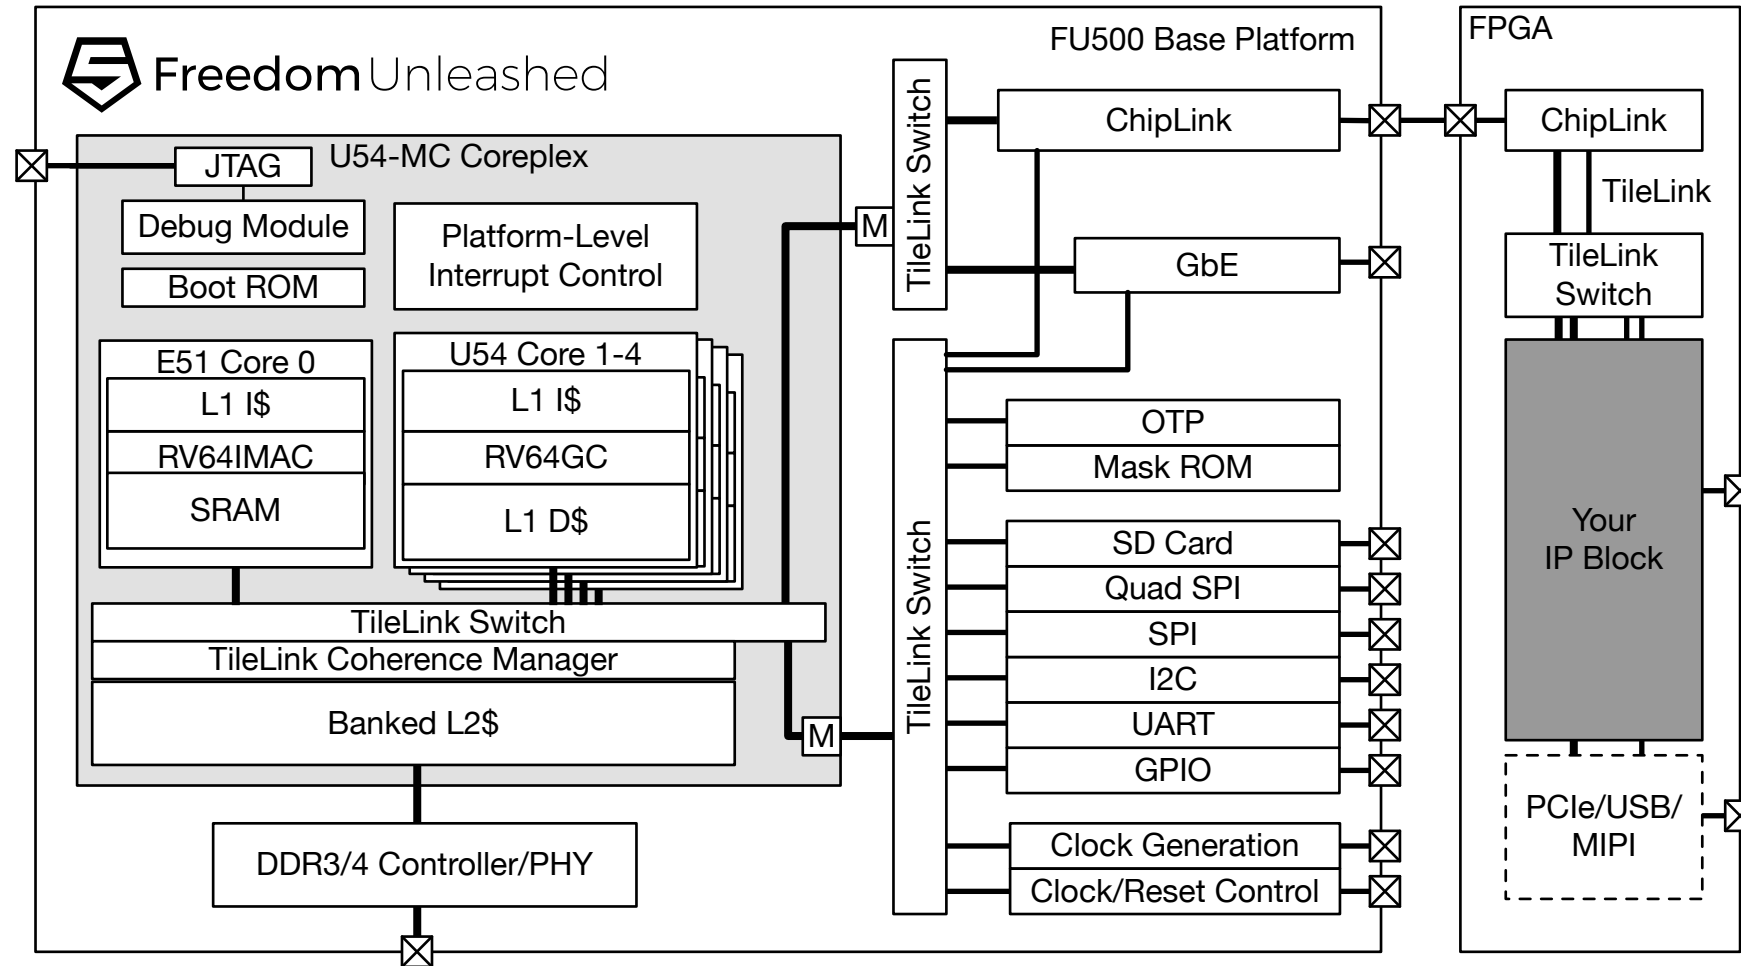 Freedom Unleashed
FU500 Base Platform
U54-MC Coreplex
JTAG
Debug Module
Boot ROM
Platform-Level
Interrupt Control
E51 Core 0
L1 I$
RV64IMAC
SRAM
U54 Core 1-4
L1 I$
RV64GC
L1 D$
TileLink Switch
TileLink Coherence Manager
Banked L2$
DDR3/4 Controller/PHY
M
M
TileLink Switch
ChipLink
GbE
TileLink Switch
OTP
Mask ROM
SD Card
Quad SPI
SPI
I2C
UART
GPIO
Clock Generation
Clock/Reset Control
FPGA
ChipLink
TileLink
TileLink
Switch
Your
IP Block
PCIe/USB/
MIPI